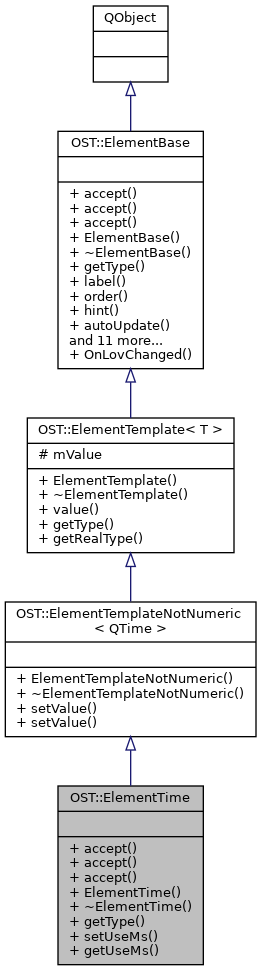 QObject
OST::ElementBase
+ accept()
+ accept()
+ accept()
+ ElementBase()
+ ~ElementBase()
+ getType()
+ label()
+ order()
+ hint()
+ autoUpdate()
and 11 more...
+ OnLovChanged()
OST::ElementTemplate< T >
# mValue
+ ElementTemplate()
+ ~ElementTemplate()
+ value()
+ getType()
+ getRealType()
OST::ElementTemplateNotNumeric
< QTime >
+ ElementTemplateNotNumeric()
+ ~ElementTemplateNotNumeric()
+ setValue()
+ setValue()
OST::ElementTime
+ accept()
+ accept()
+ accept()
+ ElementTime()
+ ~ElementTime()
+ getType()
+ setUseMs()
+ getUseMs()